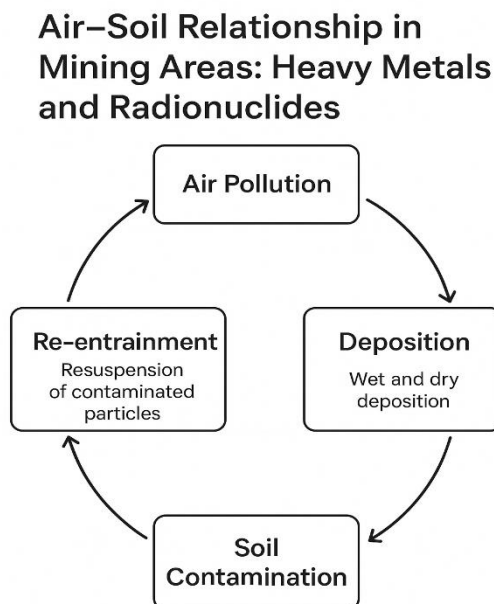 Air–Soil Relationship in
Mining Areas: Heavy Metals
and Radionuclides
Air Pollution
Re-entrainment
Resuspension
of contaminated
particles
Deposition
Wet and dry
deposition
Soil
Contamination